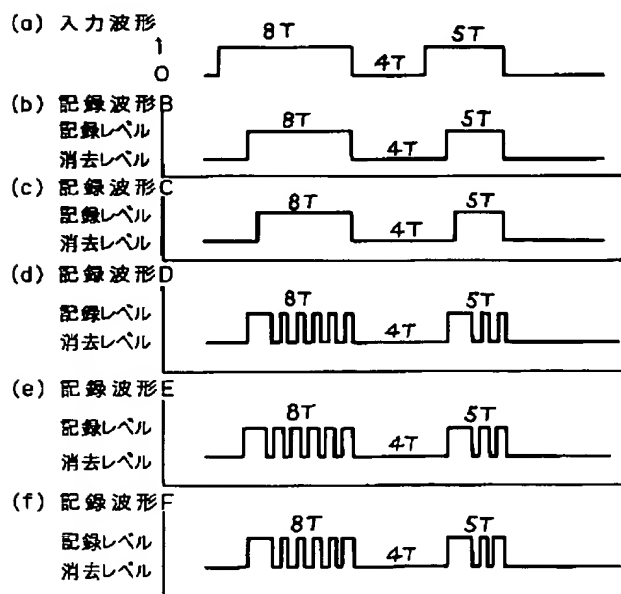 (a) 入力波形
8T
5T
1
4T
0
(b) 記録波形B
8T
5T
記録レベル
4T
消去レベル
(c) 記録波形C
8T
5T
記録レベル
4T
消去レベル
(d) 記録波形D
8T
5T
記録レベル
4T
消去レベル
(e) 記録波形E
8T
5T
記録レベル
4T
消去レベル
(f) 記録波形F
8T
5T
記録レベル
4T
消去レベル